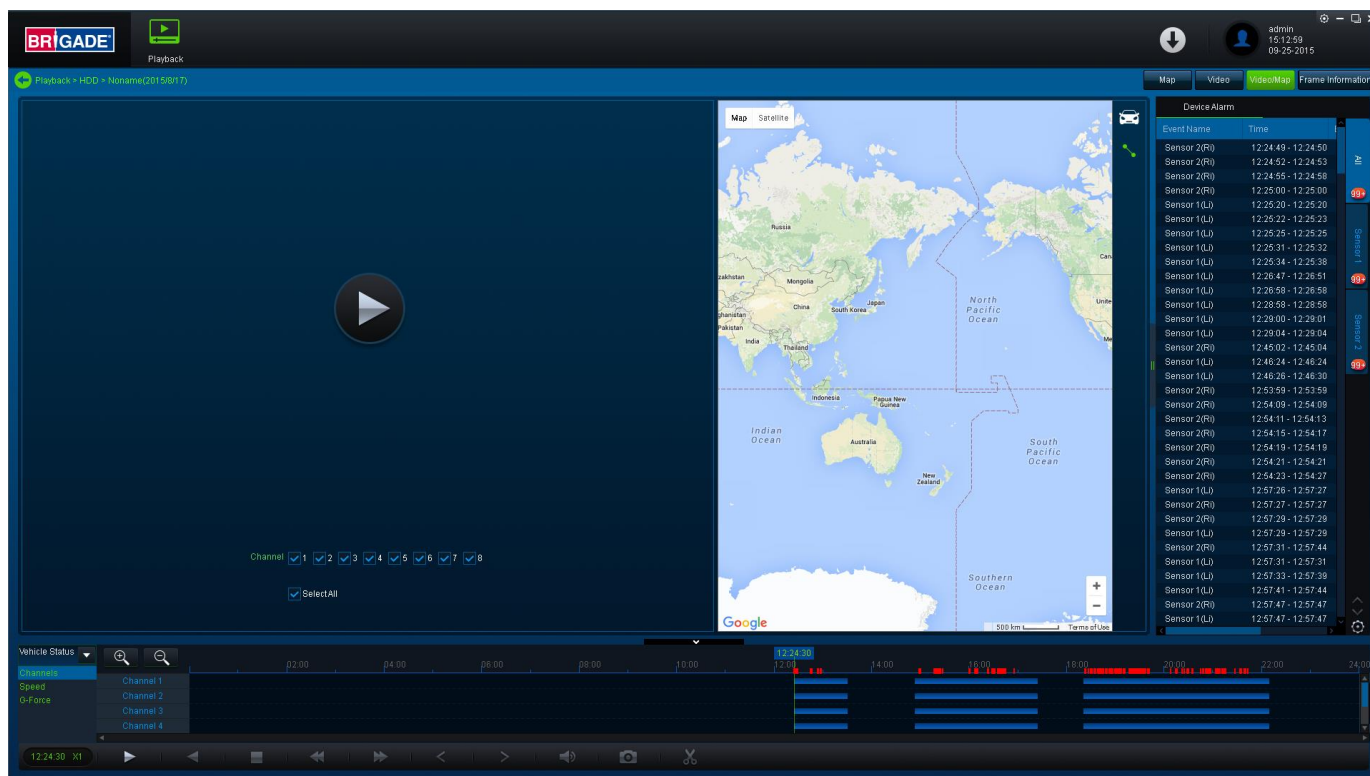 BRIGADE
Playback
admin
15:12:59
09-25-2015
Playback > HDD > Noname(2015/8/17)
Map Video Video/Map Frame Information
Map Satellite
Russia
Mongolia
China
South Korea
Japan
India
Thailand
Pakistan
Indonesia
Papua New
Guinea
Australia
New
Zealand
North
Pacific
Ocean
Indian
Ocean
South
Pacific
Ocean
Southern
Ocean
+
−
Google
500 km Terms of Use
Channel 1 2 3 4 5 6 7 8
Select All
Device Alarm
Event Name Time
Sensor 2(Ri) 12:24:49 - 12:24:50
Sensor 2(Ri) 12:24:52 - 12:24:53
Sensor 2(Ri) 12:24:55 - 12:24:58
Sensor 2(Ri) 12:25:00 - 12:25:00
Sensor 1(Li) 12:25:20 - 12:25:20
Sensor 1(Li) 12:25:22 - 12:25:23
Sensor 1(Li) 12:25:25 - 12:25:25
Sensor 1(Li) 12:25:31 - 12:25:32
Sensor 1(Li) 12:25:34 - 12:25:38
Sensor 1(Li) 12:26:47 - 12:26:51
Sensor 1(Li) 12:26:58 - 12:26:58
Sensor 1(Li) 12:28:58 - 12:28:58
Sensor 1(Li) 12:29:00 - 12:29:01
Sensor 1(Li) 12:29:04 - 12:29:04
Sensor 2(Ri) 12:45:02 - 12:45:04
Sensor 1(Li) 12:46:24 - 12:46:24
Sensor 1(Li) 12:46:26 - 12:46:30
Sensor 2(Ri) 12:53:59 - 12:53:59
Sensor 2(Ri) 12:54:09 - 12:54:09
Sensor 2(Ri) 12:54:11 - 12:54:13
Sensor 2(Ri) 12:54:15 - 12:54:17
Sensor 2(Ri) 12:54:19 - 12:54:19
Sensor 2(Ri) 12:54:21 - 12:54:21
Sensor 2(Ri) 12:54:23 - 12:54:27
Sensor 1(Li) 12:57:26 - 12:57:27
Sensor 2(Ri) 12:57:27 - 12:57:27
Sensor 2(Ri) 12:57:29 - 12:57:29
Sensor 1(Li) 12:57:29 - 12:57:29
Sensor 2(Ri) 12:57:31 - 12:57:44
Sensor 1(Li) 12:57:31 - 12:57:31
Sensor 1(Li) 12:57:33 - 12:57:39
Sensor 1(Li) 12:57:41 - 12:57:44
Sensor 2(Ri) 12:57:47 - 12:57:47
Sensor 1(Li) 12:57:47 - 12:57:47
All
99+
Sensor 1
99+
Sensor 2
99+
Vehicle Status
Channels
Speed
G-Force
12:24:30
02:00 04:00 06:00 08:00 10:00 12:00 14:00 16:00 18:00 20:00 22:00 24:00
Channel 1
Channel 2
Channel 3
Channel 4
12:24:30 X1